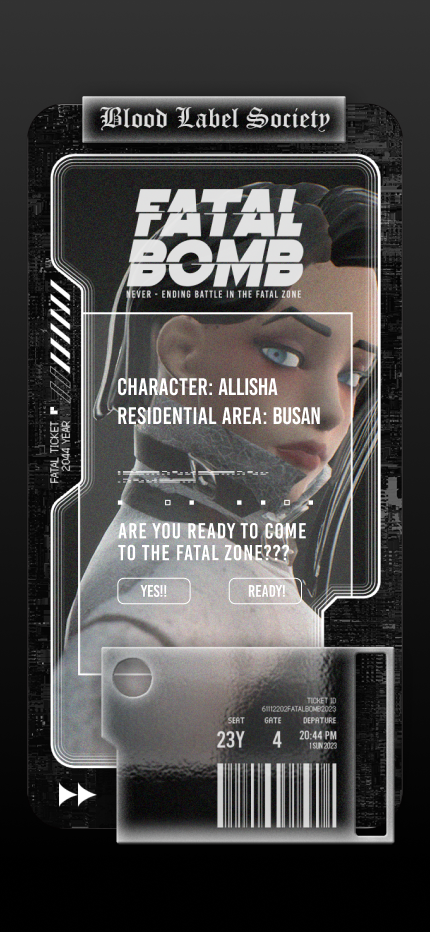 Blood Label Society
FATAL
BOMB
NEVER - ENDING BATTLE IN THE FATAL ZONE
CHARACTER: ALLISHA
RESIDENTIAL AREA: BUSAN
FATAL TICKET
2044 YEAR
ARE YOU READY TO COME
TO THE FATAL ZONE???
YES!! READY!
TICKET ID
61112202FATALBOMB2023
SEAT GATE DEPATURE
23Y 4 20:44 PM
1 SUN 2023